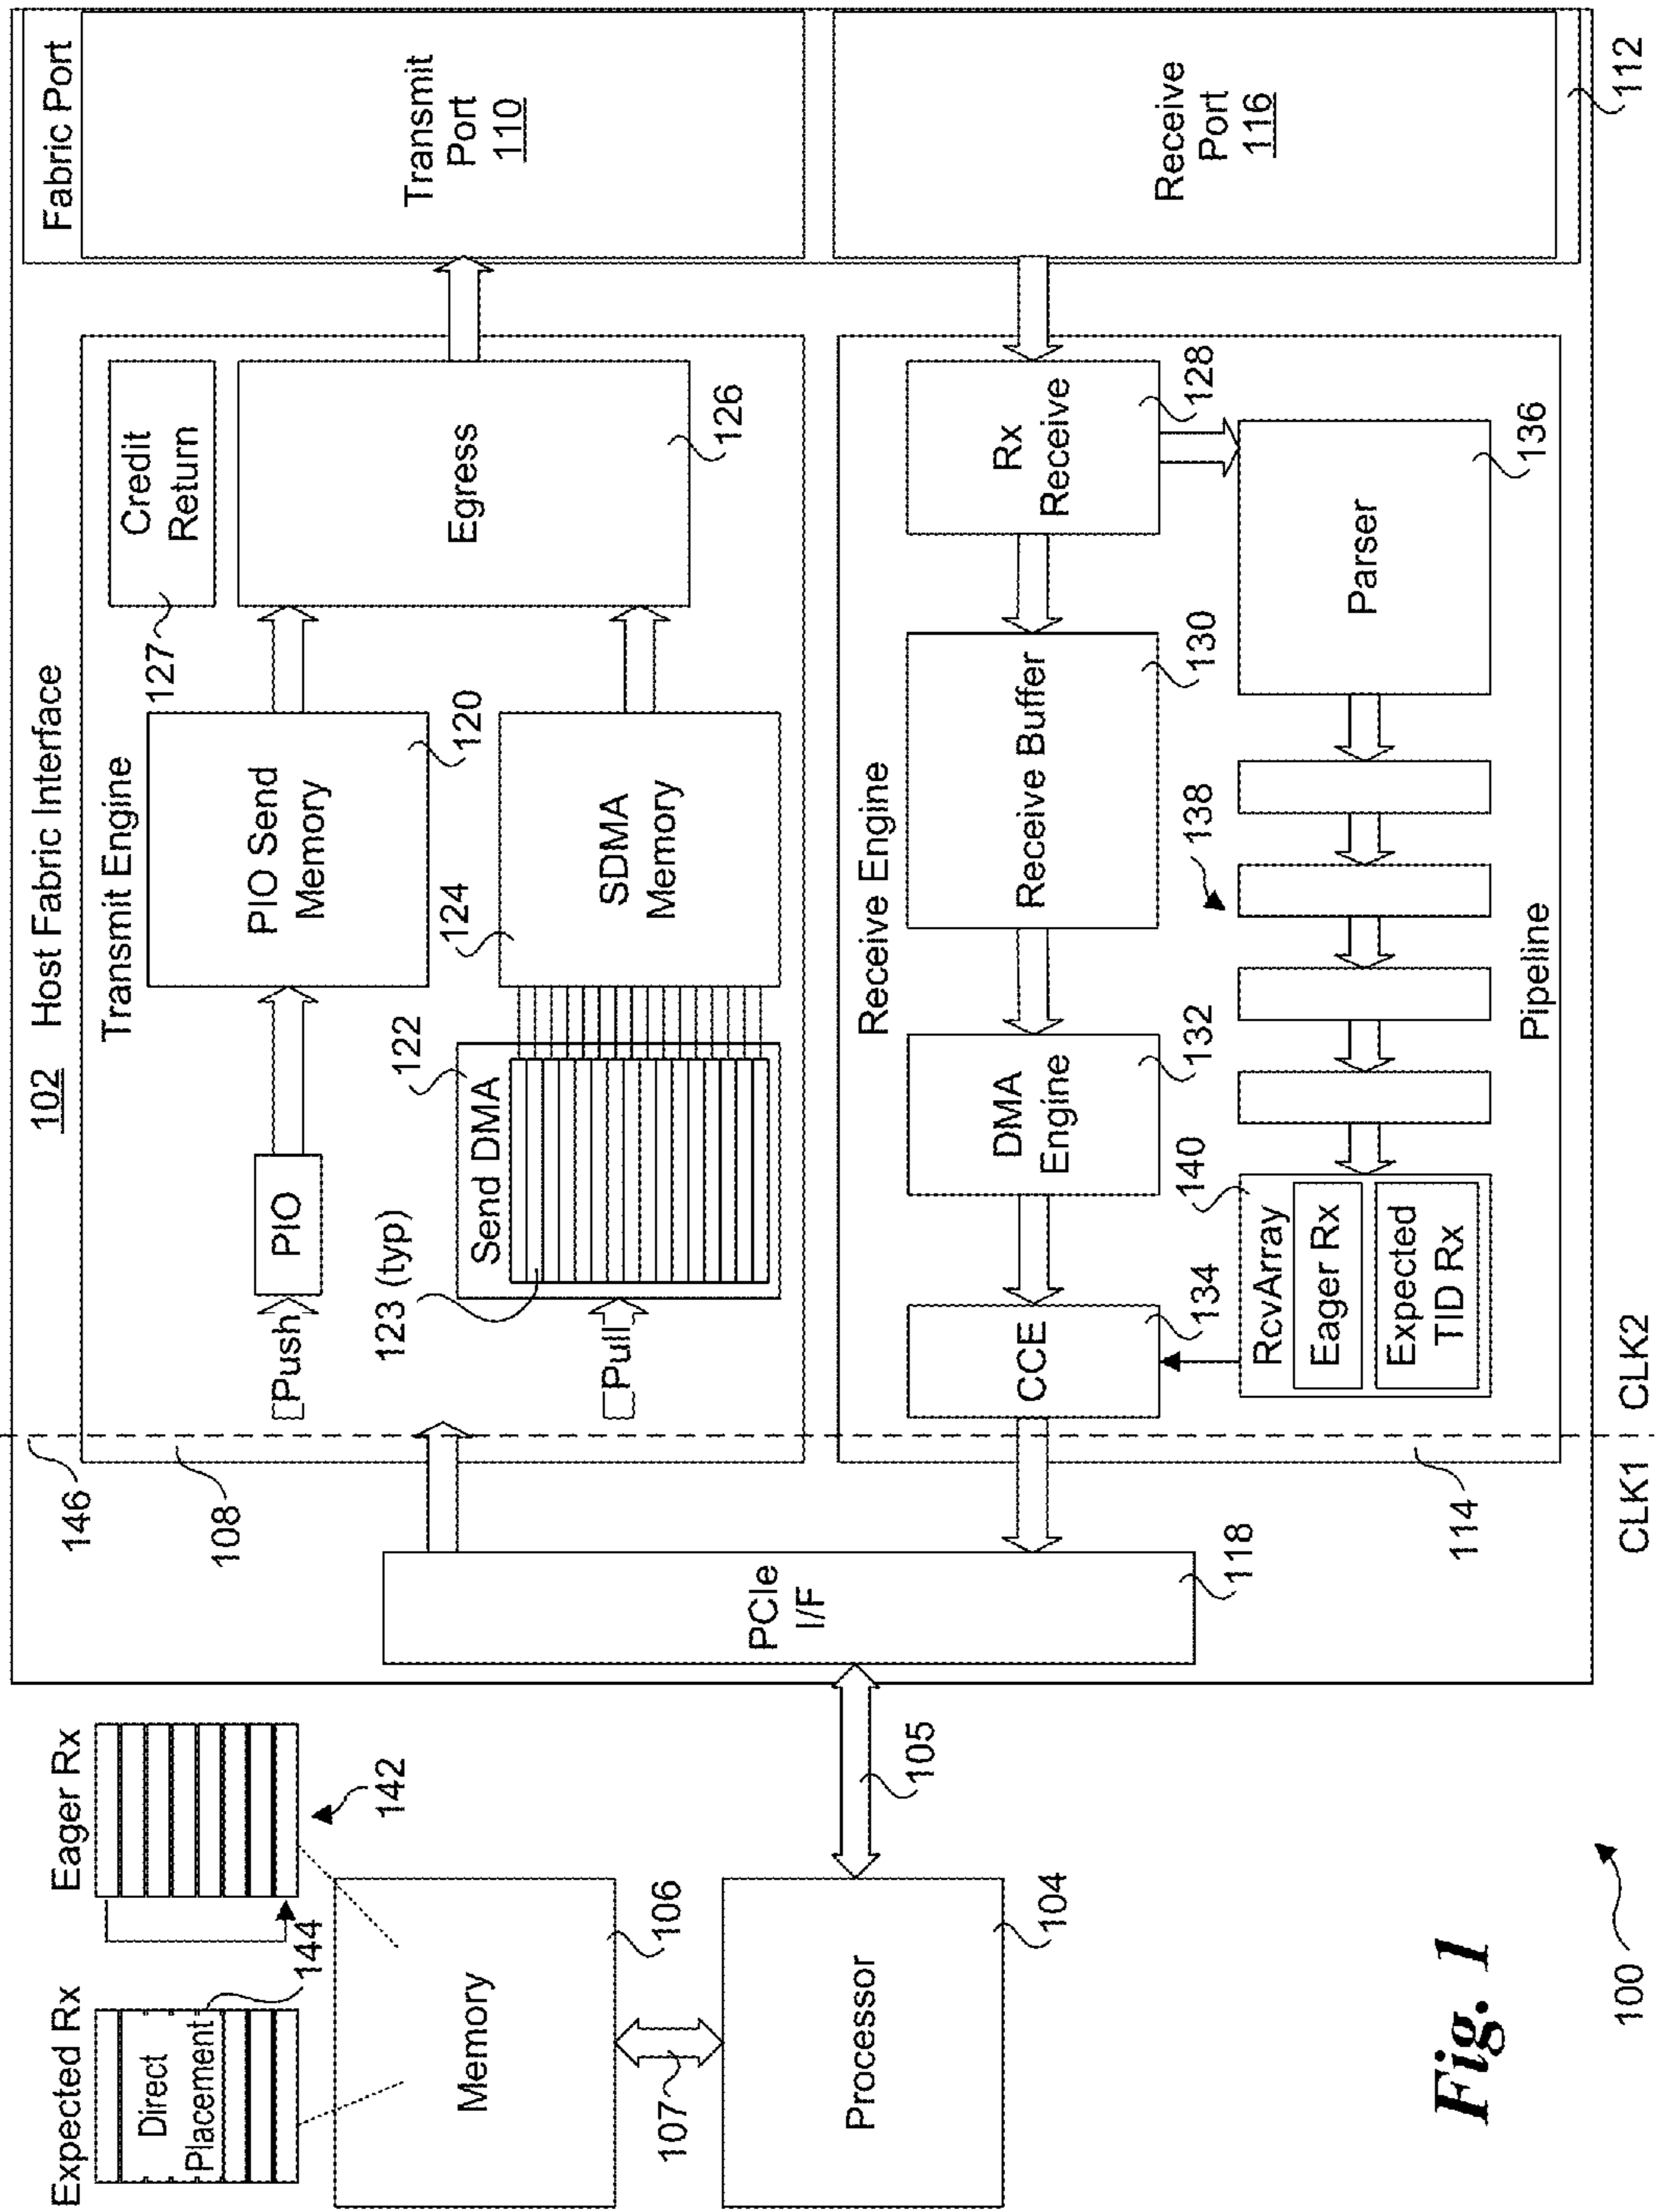 102 Host Fabric Interface
146
108
Transmit Engine
127
Credit
Return
Fabric Port
Push
PIO
PIO Send
Memory
120
Egress
126
Transmit
Port
110
123 (typ)
Pull
Send DMA
122
124
SDMA
Memory
Expected Rx
Direct
Placement
144
Eager Rx
142
Memory
106
107
Processor
104
105
PCIe
I/F
118
Receive Engine
CCE
134
DMA
Engine
132
Receive Buffer
130
Rx
Receive
128
Receive
Port
116
RcvArray
140
Eager Rx
Expected
TID Rx
138
Pipeline
Parser
136
114
112
CLK1
CLK2
Fig. 1
100